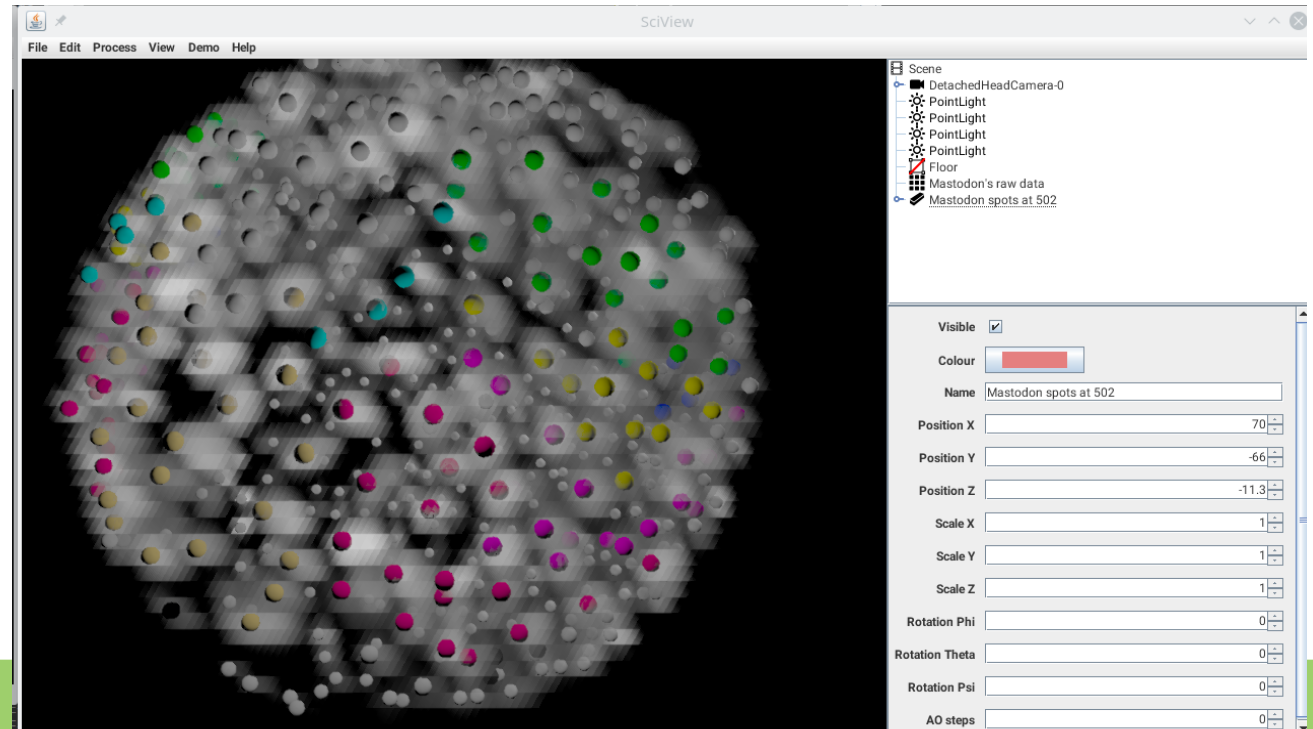 SciView
File Edit Process View Demo Help
Scene
DetachedHeadCamera-0
PointLight
PointLight
PointLight
PointLight
Floor
Mastodon's raw data
Mastodon spots at 502
Visible
Colour
Name Mastodon spots at 502
Position X 70
Position Y -66
Position Z -11.3
Scale X 1
Scale Y 1
Scale Z 1
Rotation Phi 0
Rotation Theta 0
Rotation Psi 0
AO steps 0